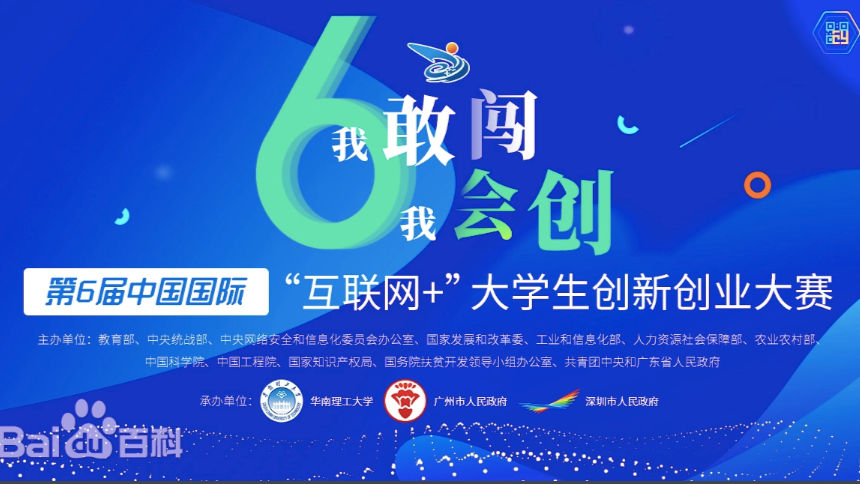 6
我敢闯
我会创
第6届中国国际 “互联网+”大学生创新创业大赛
主办单位：教育部、中央统战部、中央网络安全和信息化委员会办公室、国家发展和改革委、工业和信息化部、人力资源社会保障部、农业农村部、
中国科学院、中国工程院、国家知识产权局、国务院扶贫开发领导小组办公室、共青团中央和广东省人民政府
承办单位： 华南理工大学 广州市人民政府 深圳市人民政府
Bai百科